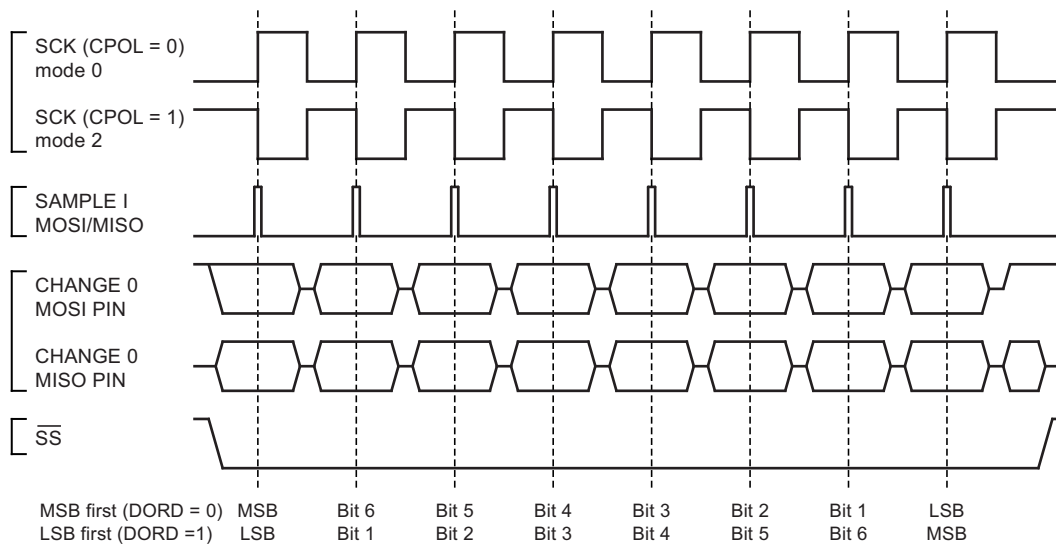 SCK (CPOL = 0)
mode 0
SCK (CPOL = 1)
mode 2
SAMPLE I
MOSI/MISO
CHANGE 0
MOSI PIN
CHANGE 0
MISO PIN
SS
MSB first (DORD = 0) MSB Bit 6 Bit 5 Bit 4 Bit 3 Bit 2 Bit 1 LSB
LSB first (DORD =1) LSB Bit 1 Bit 2 Bit 3 Bit 4 Bit 5 Bit 6 MSB